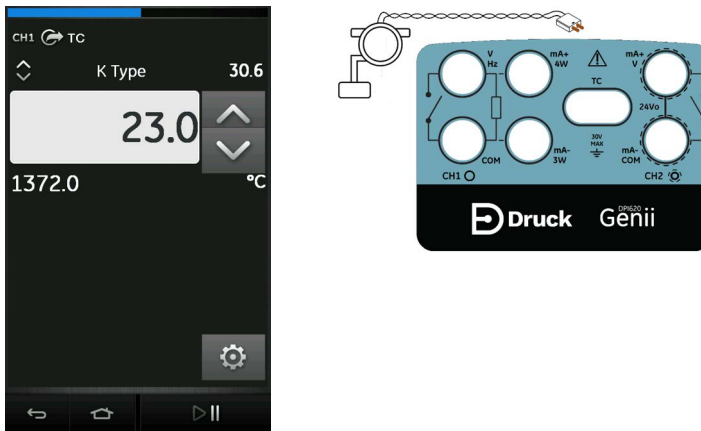 CH1 TC
K Type 30.6
23.0
1372.0 °C
V
Hz
mA+
4W
mA+
V
TC
24Vo
COM
30V
MAX
mA-
3W
mA-
COM
CH1
CH2
Druck
DPI620
Genii